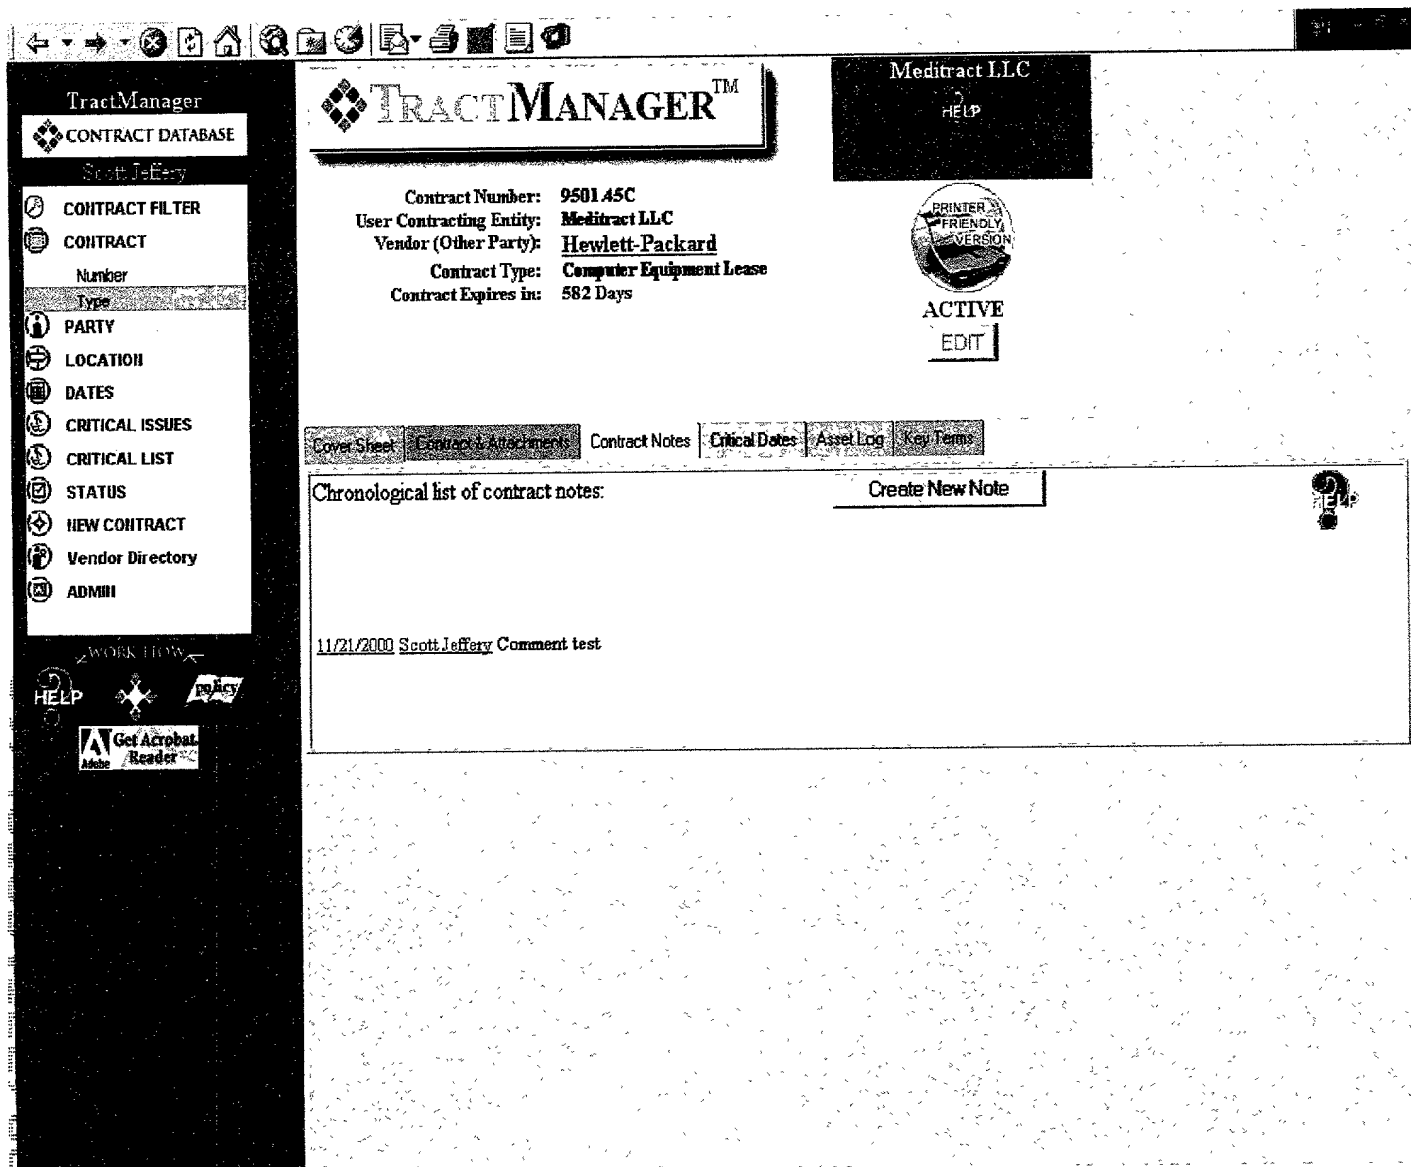 TractManager
CONTRACT DATABASE
Scott Jeffery
CONTRACT FILTER
CONTRACT
Number
Type
PARTY
LOCATION
DATES
CRITICAL ISSUES
CRITICAL LIST
STATUS
NEW CONTRACT
Vendor Directory
ADMIN
WORK FLOW
HELP
policy
Get Acrobat
Reader
Adobe
TRACTMANAGER™
Meditract LLC
HELP
Contract Number: 9501.45C
User Contracting Entity: Meditract LLC
Vendor (Other Party): Hewlett-Packard
Contract Type: Computer Equipment Lease
Contract Expires in: 582 Days
PRINTER
FRIENDLY
VERSION
ACTIVE
EDIT
Cover Sheet Contract & Attachments Contract Notes Critical Dates Asset Log Key Terms
Chronological list of contract notes: Create New Note
HELP
11/21/2000 Scott Jeffery Comment test